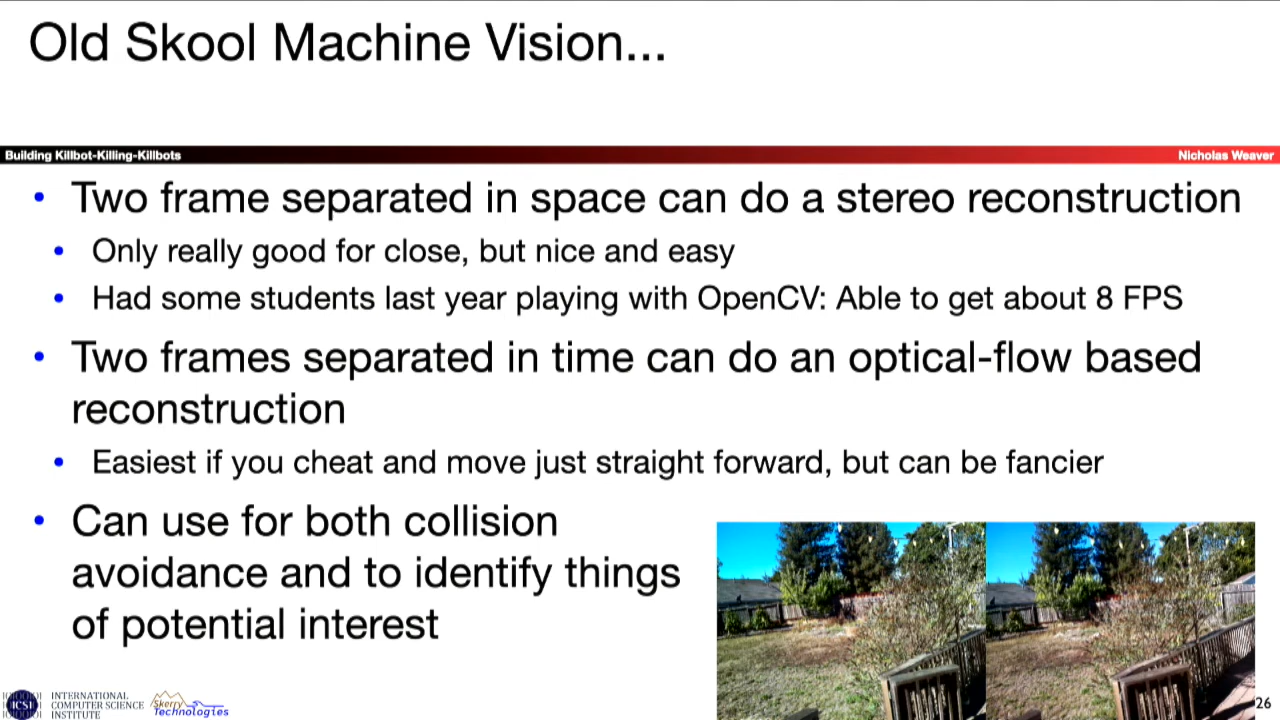 Old Skool Machine Vision...
Building Killbot-Killing-Killbots
Nicholas Weaver
• Two frame separated in space can do a stereo reconstruction
• Only really good for close, but nice and easy
• Had some students last year playing with OpenCV: Able to get about 8 FPS
• Two frames separated in time can do an optical-flow based
reconstruction
• Easiest if you cheat and move just straight forward, but can be fancier
• Can use for both collision
avoidance and to identify things
of potential interest
ICSI
INTERNATIONAL
COMPUTER SCIENCE
INSTITUTE
Skerry
Technologies
26